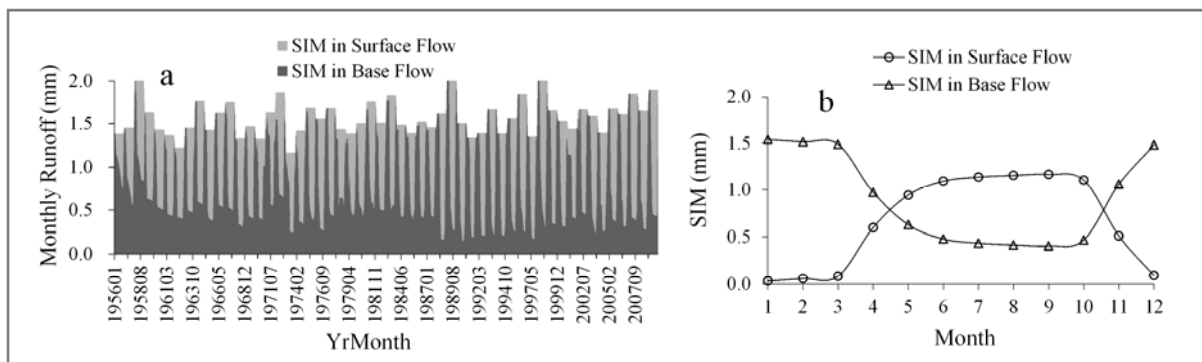 SIM in Surface Flow
SIM in Base Flow
a
Monthly Runoff (mm)
2.0
1.5
1.0
0.5
0.0
195601
195808
196103
196310
196605
196812
197107
197402
197609
197904
198111
198406
198701
198908
199203
199410
199705
199912
200207
200502
200709
YrMonth
SIM in Surface Flow
SIM in Base Flow
b
SIM (mm)
2.0
1.5
1.0
0.5
0.0
1 2 3 4 5 6 7 8 9 10 11 12
Month